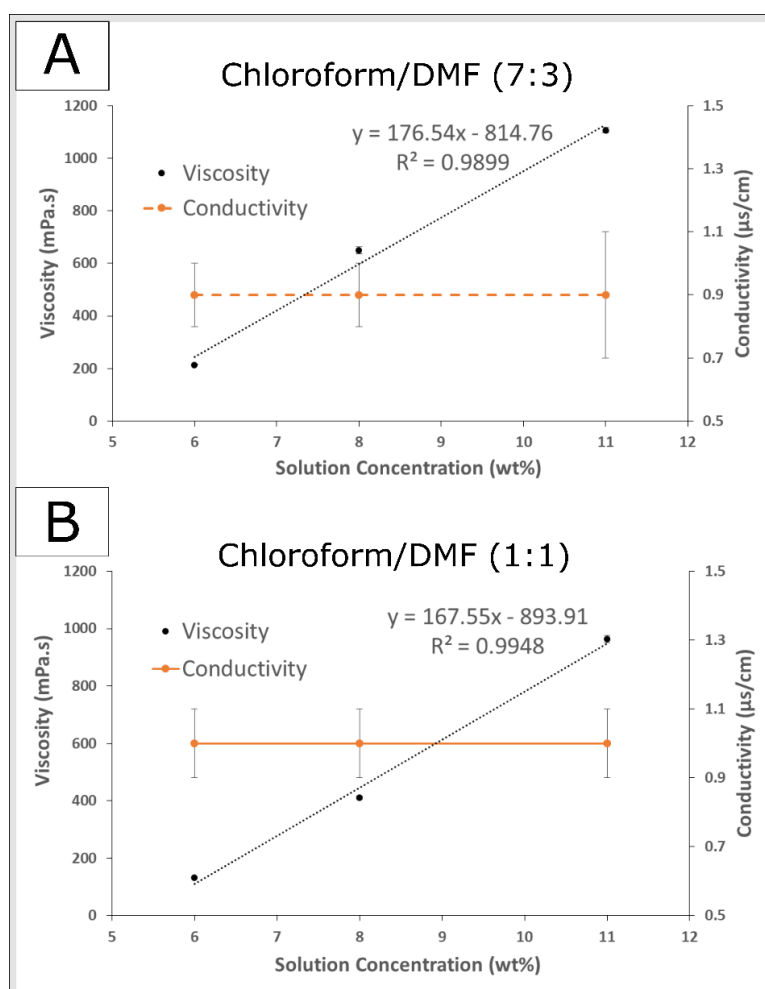 A
Chloroform/DMF (7:3)
1200
1000
800
600
400
200
0
1.5
1.3
1.1
0.9
0.7
0.5
y = 176.54x - 814.76
R² = 0.9899
Viscosity
Conductivity
Viscosity (mPa.s)
Conductivity (µs/cm)
5 6 7 8 9 10 11 12
Solution Concentration (wt%)
B
Chloroform/DMF (1:1)
1200
1000
800
600
400
200
0
1.5
1.3
1.1
0.9
0.7
0.5
y = 167.55x - 893.91
R² = 0.9948
Viscosity
Conductivity
Viscosity (mPa.s)
Conductivity (µs/cm)
5 6 7 8 9 10 11 12
Solution Concentration (wt%)